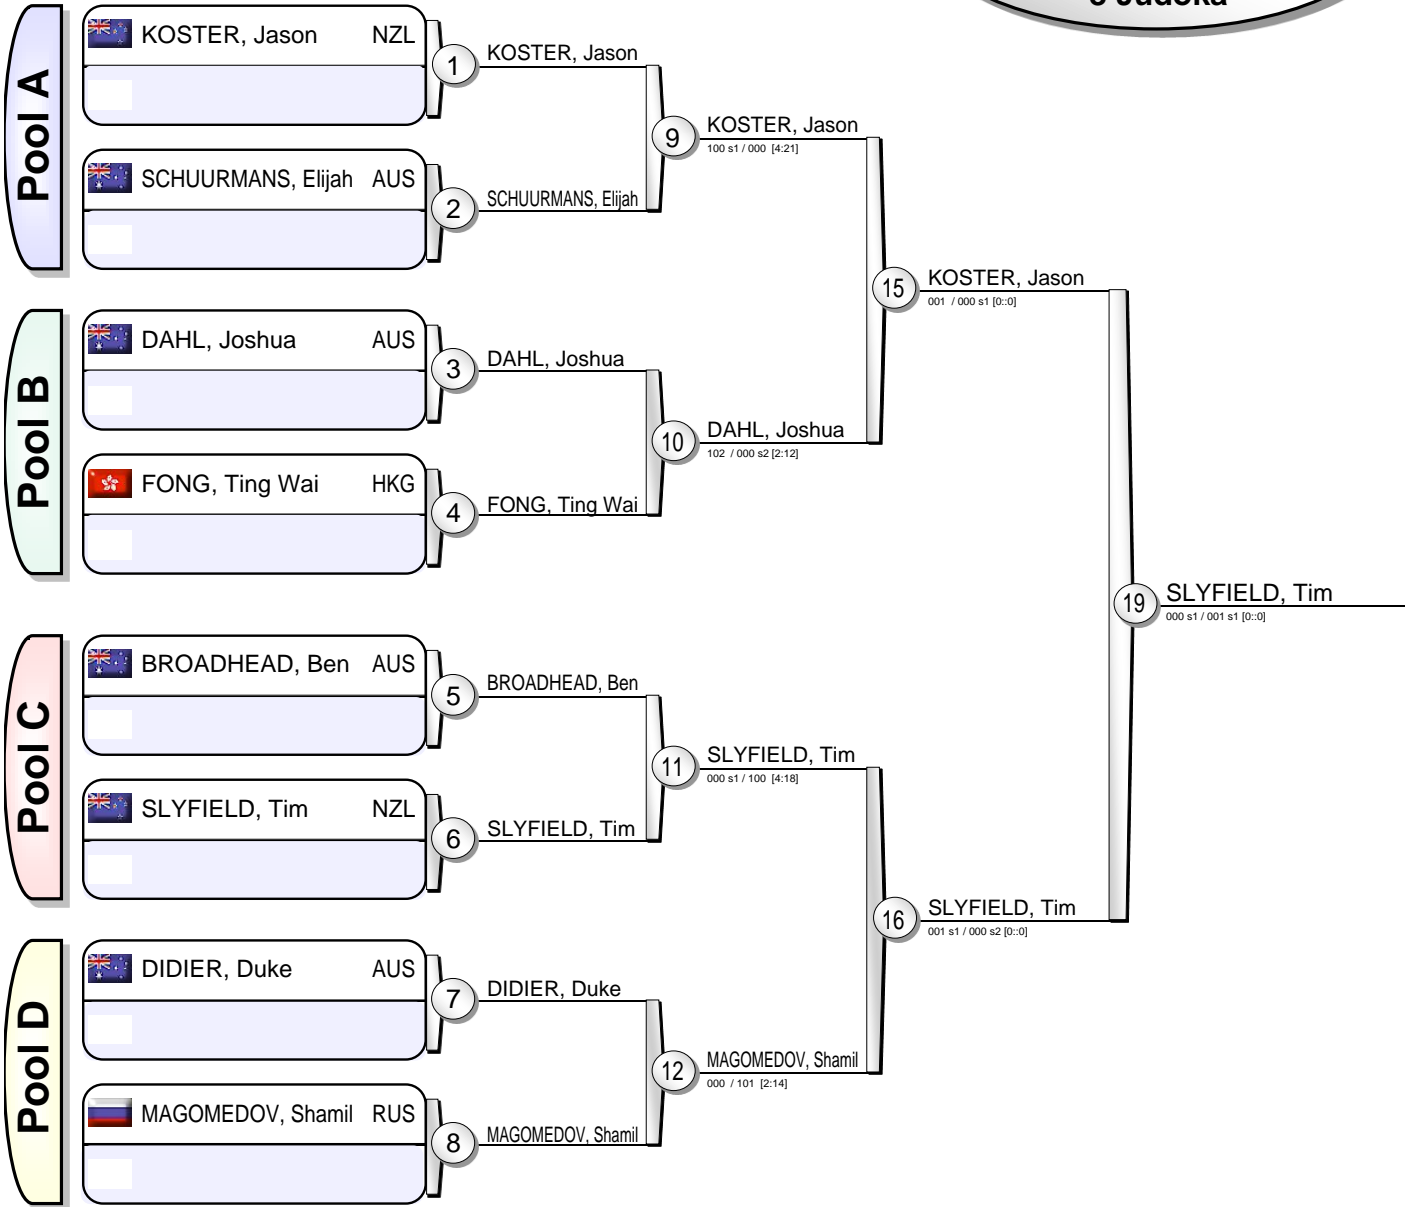 8 Judoka
Pool A
KOSTER, Jason NZL
1
KOSTER, Jason
SCHUURMANS, Elijah AUS
2
SCHUURMANS, Elijah
9
KOSTER, Jason
100 s1 / 000 [4:21]
Pool B
DAHL, Joshua AUS
3
DAHL, Joshua
FONG, Ting Wai HKG
4
FONG, Ting Wai
10
DAHL, Joshua
102 / 000 s2 [2:12]
15
KOSTER, Jason
001 / 000 s1 [0::0]
Pool C
BROADHEAD, Ben AUS
5
BROADHEAD, Ben
SLYFIELD, Tim NZL
6
SLYFIELD, Tim
11
SLYFIELD, Tim
000 s1 / 100 [4:18]
Pool D
DIDIER, Duke AUS
7
DIDIER, Duke
MAGOMEDOV, Shamil RUS
8
MAGOMEDOV, Shamil
12
MAGOMEDOV, Shamil
000 / 101 [2:14]
16
SLYFIELD, Tim
001 s1 / 000 s2 [0::0]
19
SLYFIELD, Tim
000 s1 / 001 s1 [0::0]